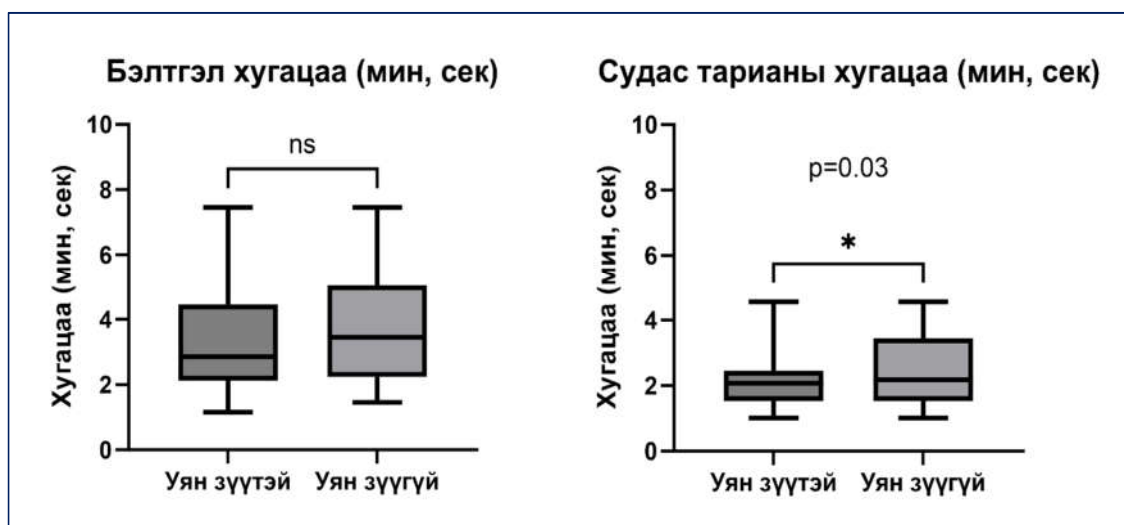 Бэлтгэл хугацаа (мин, сек)
Хугацаа (мин, сек)
10
8
6
4
2
0
ns
Уян зүүтэй Уян зүүгүй
Судас тарианы хугацаа (мин, сек)
Хугацаа (мин, сек)
10
8
6
4
2
0
p=0.03
*
Уян зүүтэй Уян зүүгүй